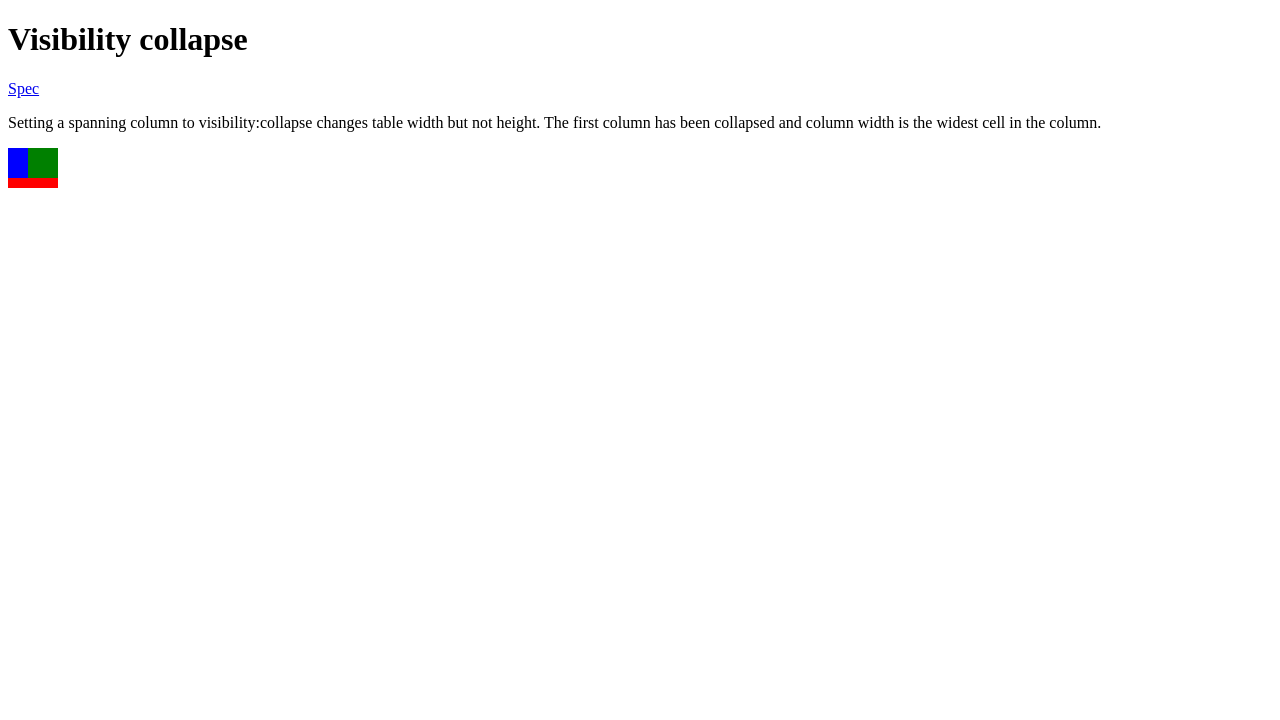 Visibility collapse
Spec
Setting a spanning column to visibility:collapse changes table width but not height. The first column has been collapsed and column width is the widest cell in the column.